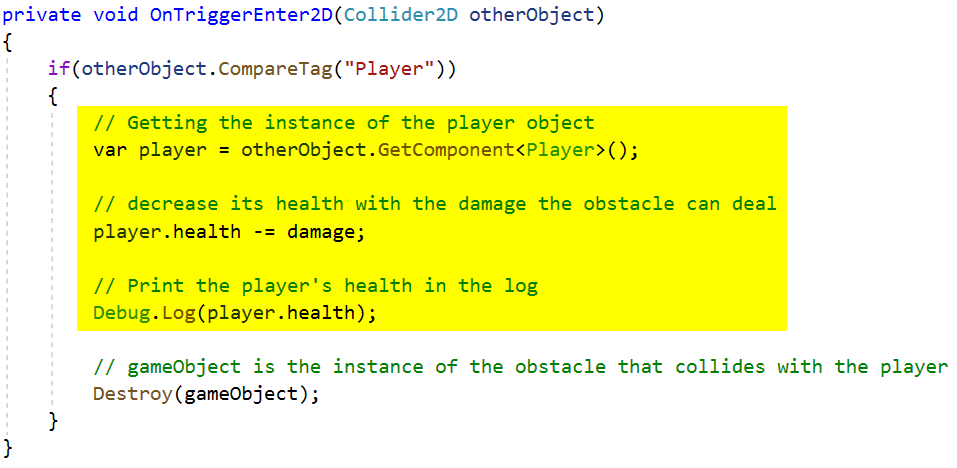 private void OnTriggerEnter2D(Collider2D otherObject)
{
if(otherObject.CompareTag("Player"))
{
// Getting the instance of the player object
var player = otherObject.GetComponent<Player>();
// decrease its health with the damage the obstacle can deal
player.health -= damage;
// Print the player's health in the log
Debug.Log(player.health);
// gameObject is the instance of the obstacle that collides with the player
Destroy(gameObject);
}
}